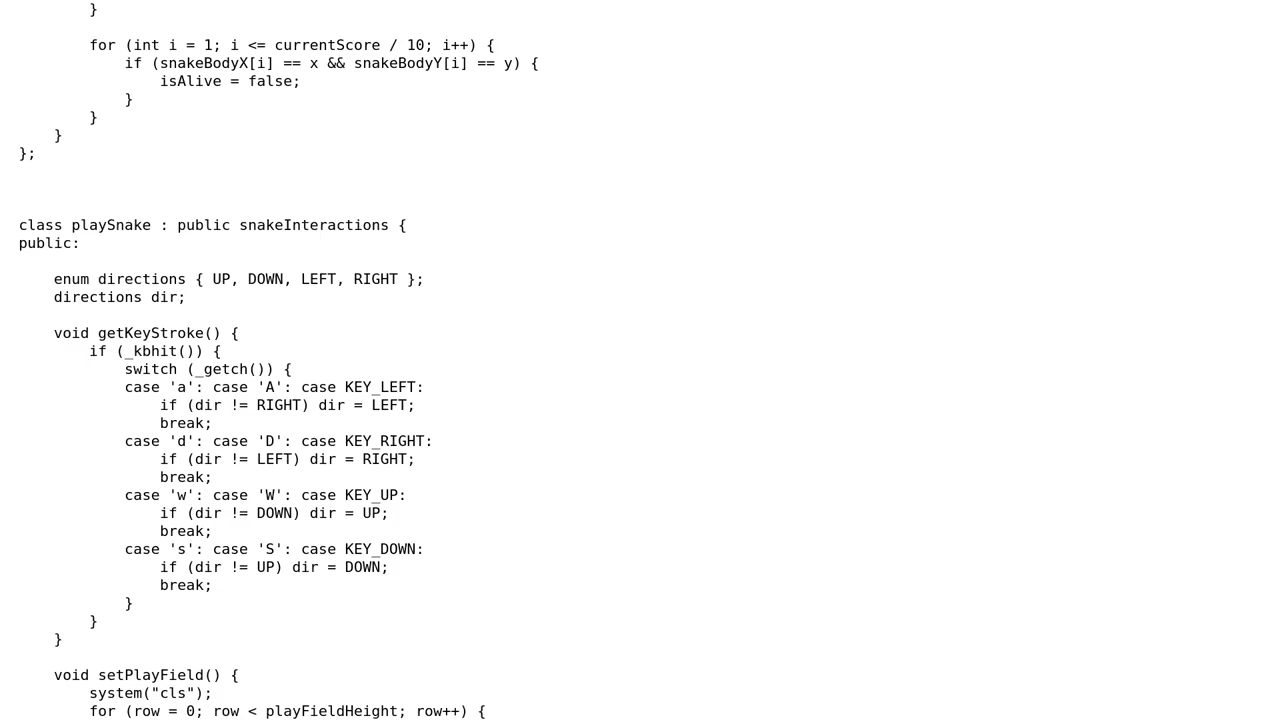 }

        for (int i = 1; i <= currentScore / 10; i++) {
            if (snakeBodyX[i] == x && snakeBodyY[i] == y) {
                isAlive = false;
            }
        }
    }
};



class playSnake : public snakeInteractions {
public:

    enum directions { UP, DOWN, LEFT, RIGHT };
    directions dir;

    void getKeyStroke() {
        if (_kbhit()) {
            switch (_getch()) {
            case 'a': case 'A': case KEY_LEFT:
                if (dir != RIGHT) dir = LEFT;
                break;
            case 'd': case 'D': case KEY_RIGHT:
                if (dir != LEFT) dir = RIGHT;
                break;
            case 'w': case 'W': case KEY_UP:
                if (dir != DOWN) dir = UP;
                break;
            case 's': case 'S': case KEY_DOWN:
                if (dir != UP) dir = DOWN;
                break;
            }
        }
    }

    void setPlayField() {
        system("cls");
        for (row = 0; row < playFieldHeight; row++) {